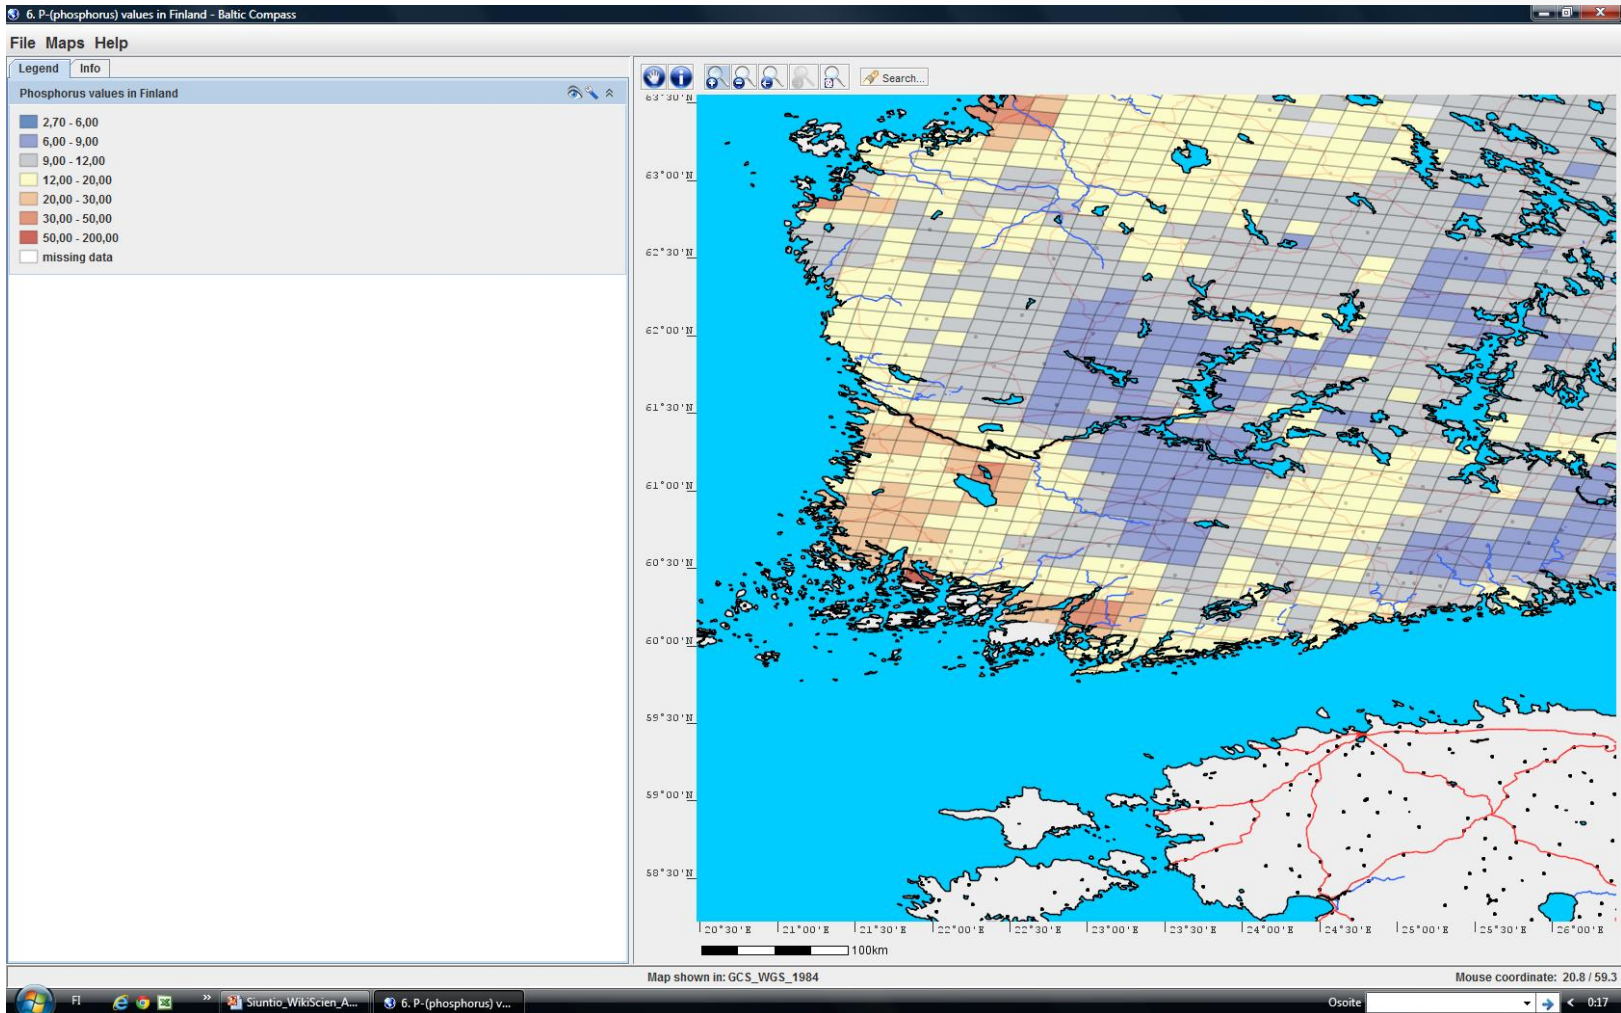 6. P-(phosphorus) values in Finland - Baltic Compass
File Maps Help
Legend Info
Phosphorus values in Finland
2,70 - 6,00
6,00 - 9,00
9,00 - 12,00
12,00 - 20,00
20,00 - 30,00
30,00 - 50,00
50,00 - 200,00
missing data
Search...
63°30'N
63°00'N
62°30'N
62°00'N
61°30'N
61°00'N
60°30'N
60°00'N
59°30'N
59°00'N
58°30'N
20°30'E 21°00'E 21°30'E 22°00'E 22°30'E 23°00'E 23°30'E 24°00'E 24°30'E 25°00'E 25°30'E 26°00'E
100km
Map shown in: GCS_WGS_1984 Mouse coordinate: 20.8 / 59.3
FI » Siuntio_WikiScien_A... 6. P-(phosphorus) v... Osoite 0:17